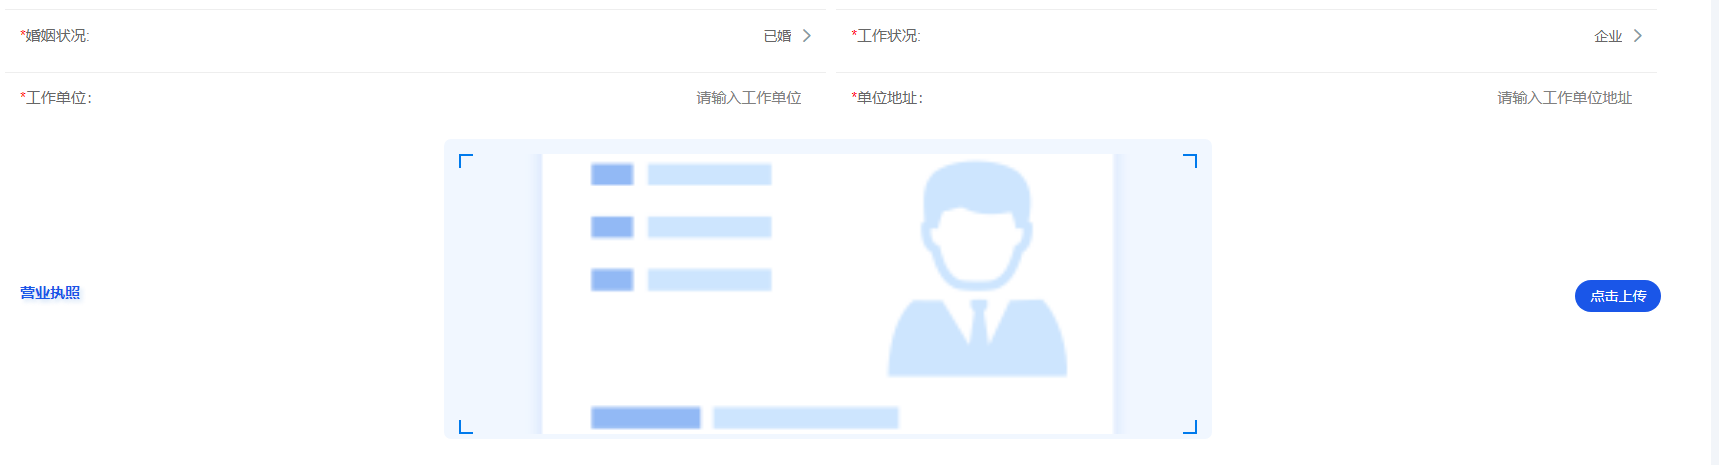 *婚姻状况: 已婚 *工作状况: 企业
*工作单位: 请输入工作单位 *单位地址: 请输入工作单位地址
营业执照 点击上传